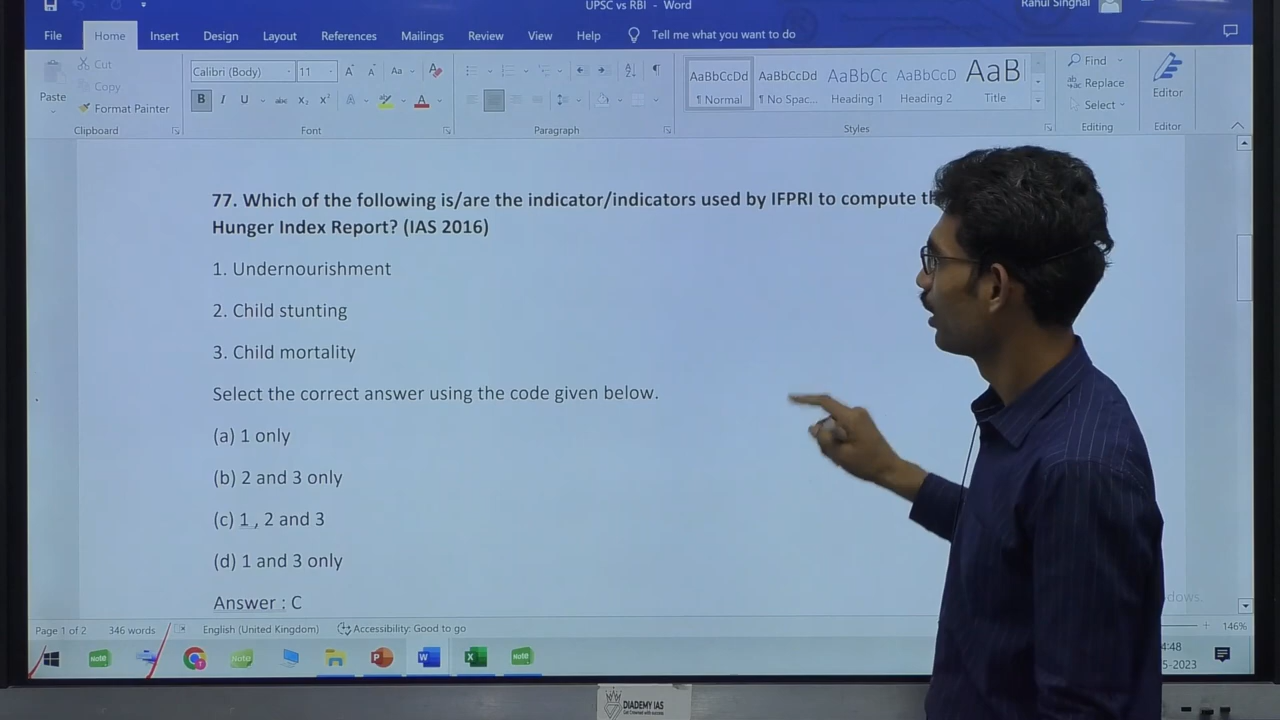 UPSC vs RBI - Word
Rahul Singhal
File Home Insert Design Layout References Mailings Review View Help Tell me what you want to do
Paste
Cut
Copy
Format Painter
Clipboard
Calibri (Body) 11
Font
Paragraph
AaBbCcDd AaBbCcDd AaBbCc AaBbCcD AaB
¶ Normal ¶ No Spac... Heading 1 Heading 2 Title
Styles
Find
Replace
Select
Editing
Editor
Editor
77. Which of the following is/are the indicator/indicators used by IFPRI to compute
Hunger Index Report? (IAS 2016)
1. Undernourishment
2. Child stunting
3. Child mortality
Select the correct answer using the code given below.
(a) 1 only
(b) 2 and 3 only
(c) 1 , 2 and 3
(d) 1 and 3 only
Answer : C
Page 1 of 2 346 words English (United Kingdom) Accessibility: Good to go 146%
DIADEMY IAS